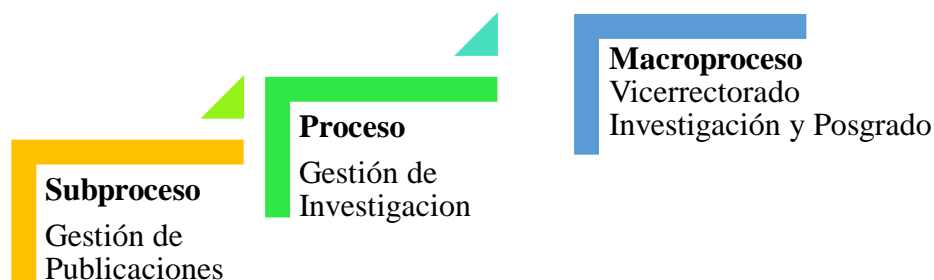 Macroproceso
Vicerrectorado
Investigación y Posgrado
Proceso
Gestión de
Investigacion
Subproceso
Gestión de
Publicaciones